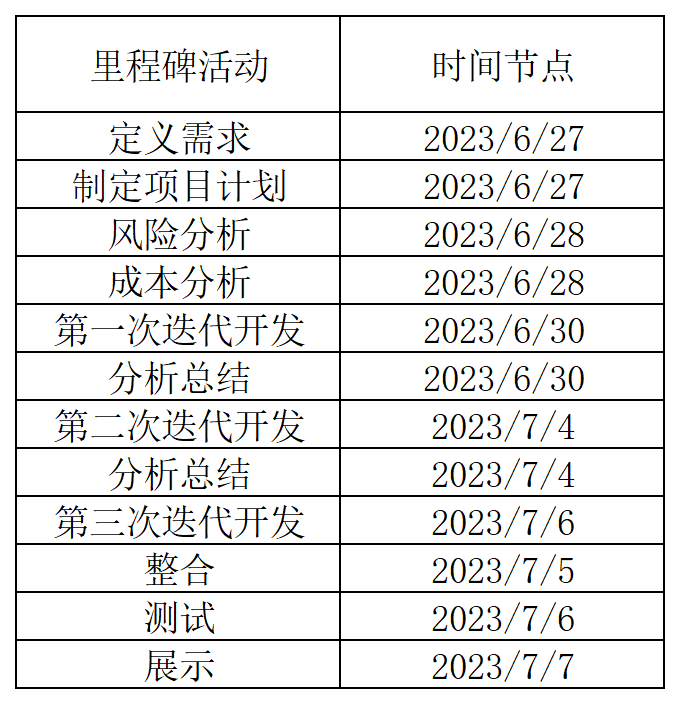 里程碑活动 时间节点
定义需求 2023/6/27
制定项目计划 2023/6/27
风险分析 2023/6/28
成本分析 2023/6/28
第一次迭代开发 2023/6/30
分析总结 2023/6/30
第二次迭代开发 2023/7/4
分析总结 2023/7/4
第三次迭代开发 2023/7/6
整合 2023/7/5
测试 2023/7/6
展示 2023/7/7